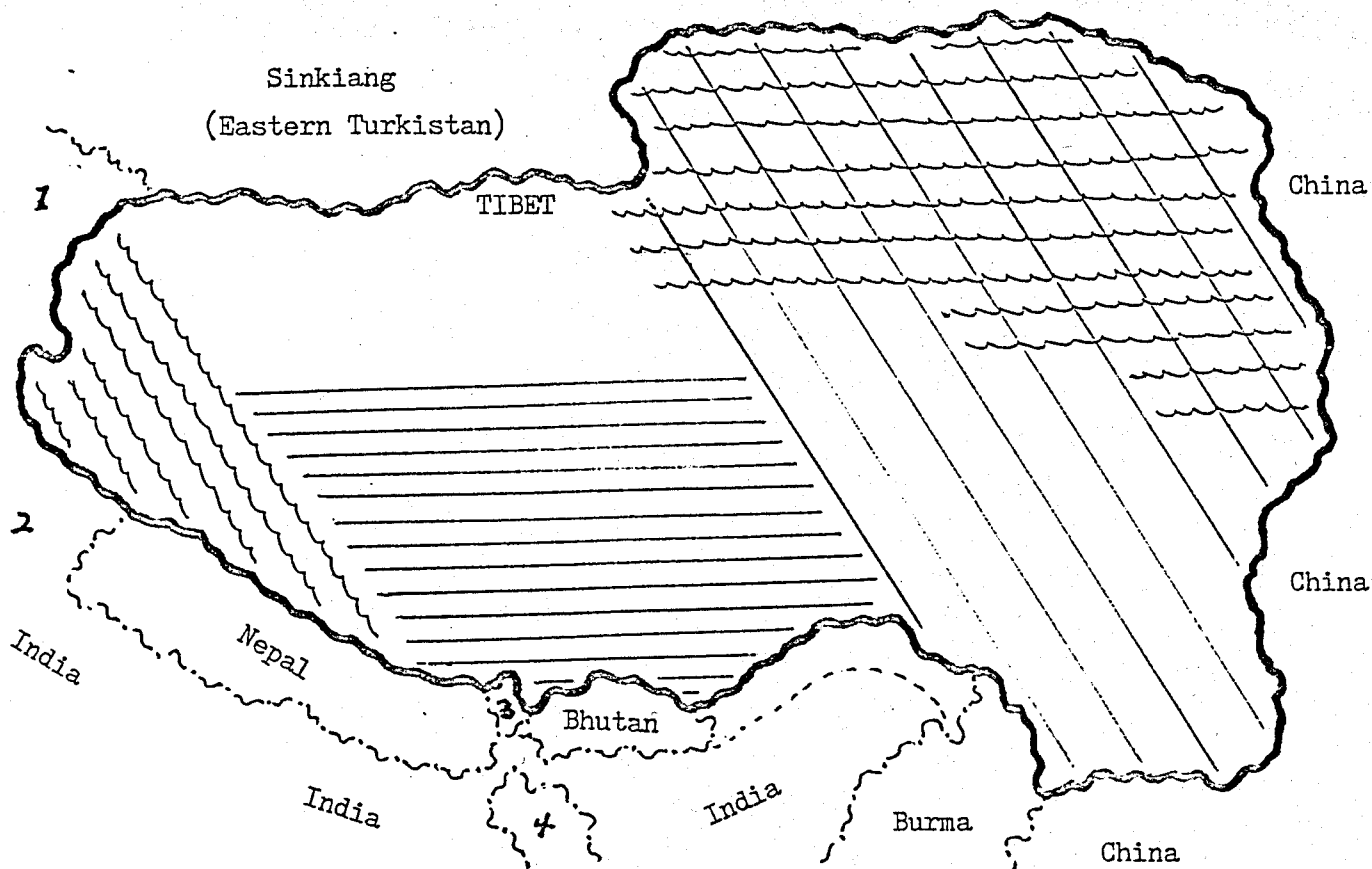 Sinkiang
(Eastern Turkistan)
China
1
TIBET
2
China
India
Nepal
3
Bhutan
India
India
4
Burma
China